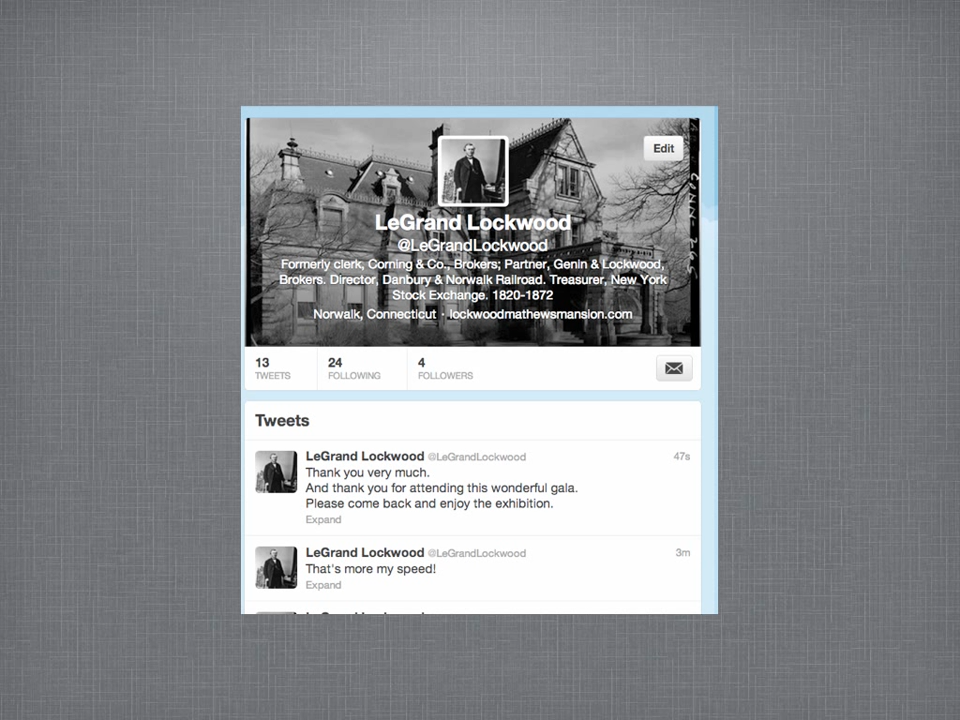 Edit
LeGrand Lockwood
@LeGrandLockwood
Formerly clerk, Corning & Co., Brokers; Partner, Genin & Lockwood,
Brokers. Director, Danbury & Norwalk Railroad. Treasurer, New York
Stock Exchange. 1820-1872
Norwalk, Connecticut · lockwoodmathewsmansion.com
13 24 4
TWEETS FOLLOWING FOLLOWERS
Tweets
LeGrand Lockwood @LeGrandLockwood 47s
Thank you very much.
And thank you for attending this wonderful gala.
Please come back and enjoy the exhibition.
Expand
LeGrand Lockwood @LeGrandLockwood 3m
That's more my speed!
Expand